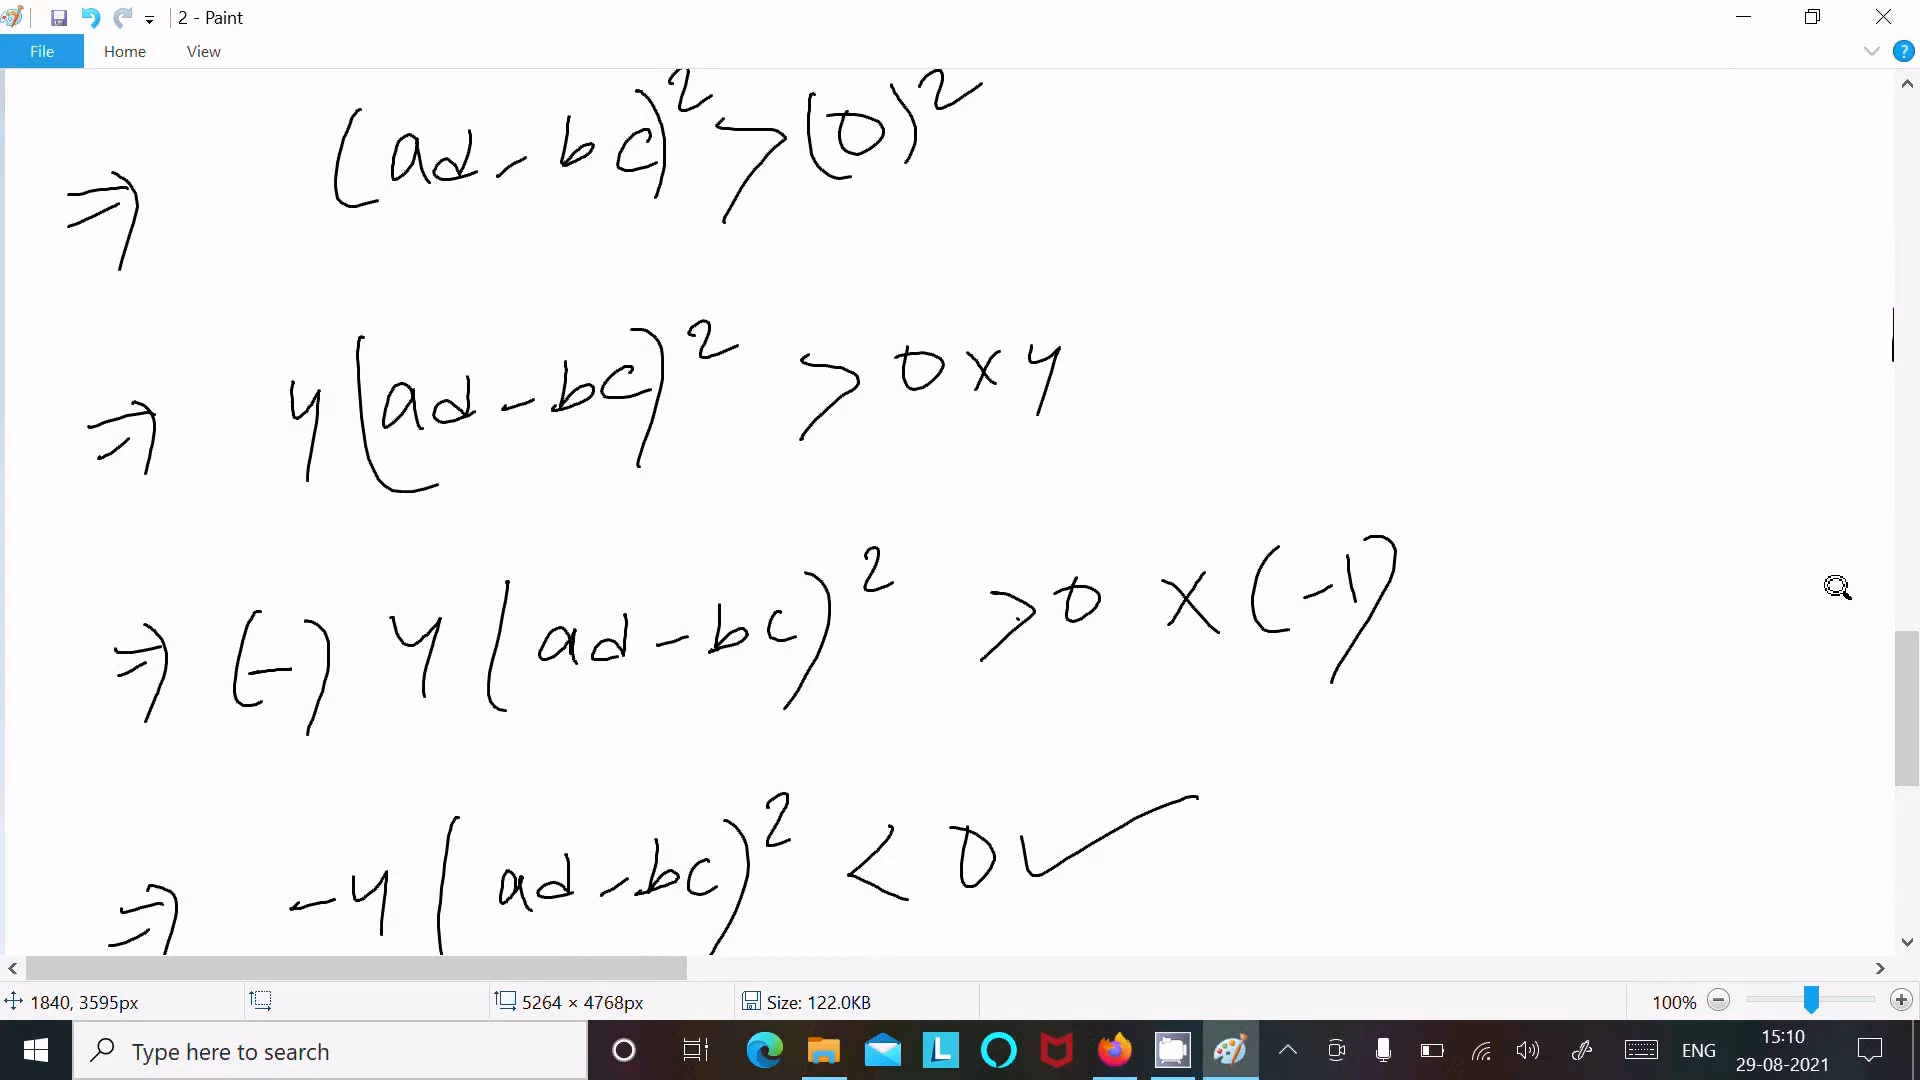 2 - Paint
File Home View
⇒ (ad - bc)² > (0)²
⇒ 4(ad - bc)² > 0 × 4
⇒ (-) 4(ad - bc)² > 0 × (-1)
⇒ -4(ad - bc)² < 0 ✓
1840, 3595px 5264 × 4768px Size: 122.0KB 100%
Type here to search
L
ENG
15:10
29-08-2021